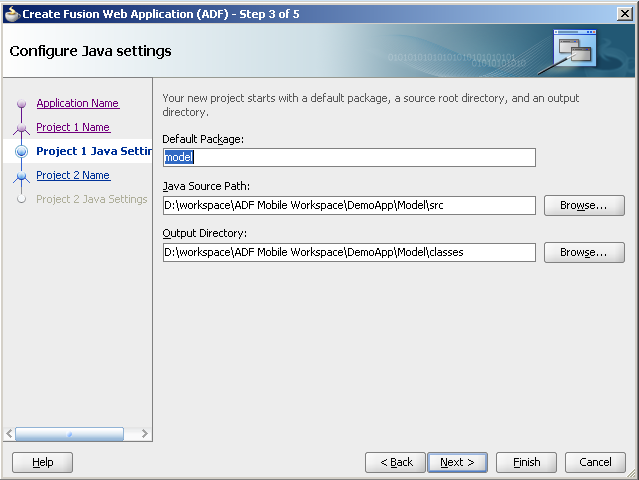 Create Fusion Web Application (ADF) - Step 3 of 5
Configure Java settings
Application Name
Project 1 Name
Project 1 Java Settin
Project 2 Name
Project 2 Java Settings
Your new project starts with a default package, a source root directory, and an output
directory.
Default Package:
model
Java Source Path:
D:\workspace\ADF Mobile Workspace\DemoApp\Model\src
Browse...
Output Directory:
D:\workspace\ADF Mobile Workspace\DemoApp\Model\classes
Browse...
Help
< Back
Next >
Finish
Cancel